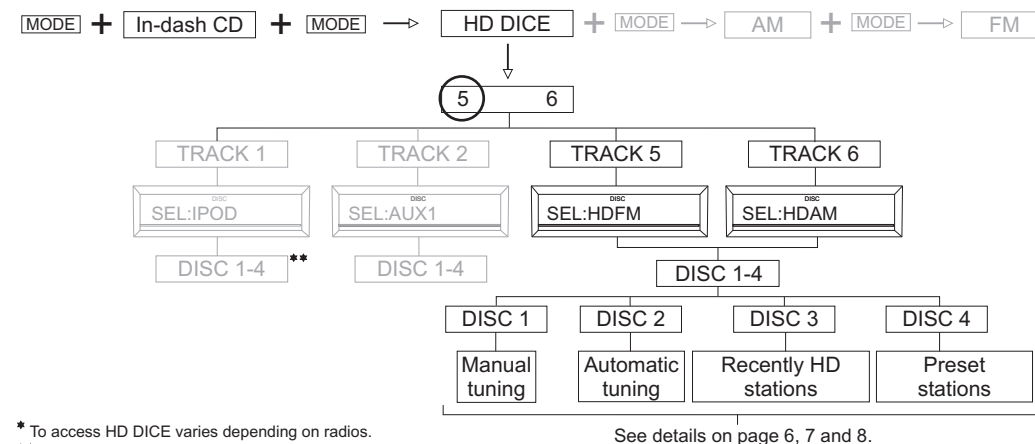 MODE + In-dash CD + MODE HD DICE + MODE AM + MODE FM
5 6
TRACK 1 TRACK 2 TRACK 5 TRACK 6
DISC DISC DISC DISC
SEL:IPOD SEL:AUX1 SEL:HDFM SEL:HDAM
DISC 1-4 ** DISC 1-4 DISC 1-4
DISC 1 DISC 2 DISC 3 DISC 4
Manual tuning Automatic tuning Recently HD stations Preset stations
* To access HD DICE varies depending on radios.
See details on page 6, 7 and 8.